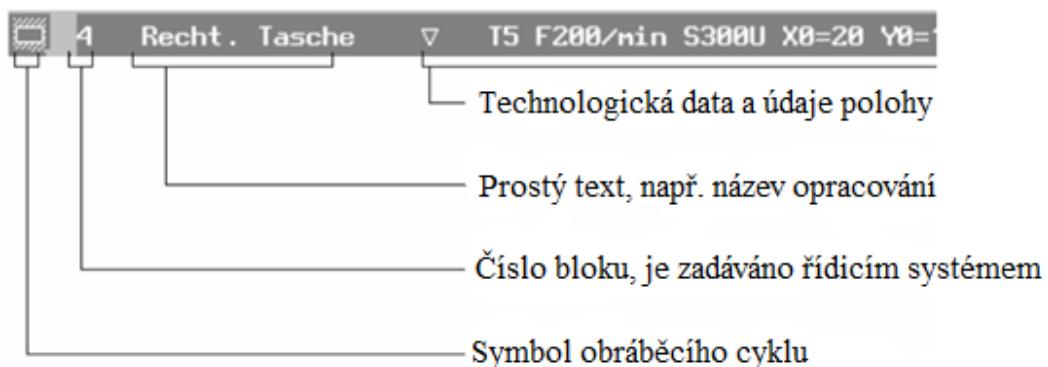 4 Recht. Tasche ▽ T5 F200/min S300U X0=20 Y0=
Technologická data a údaje polohy
Prostý text, např. název opracování
Číslo bloku, je zadáváno řídicím systémem
Symbol obráběcího cyklu